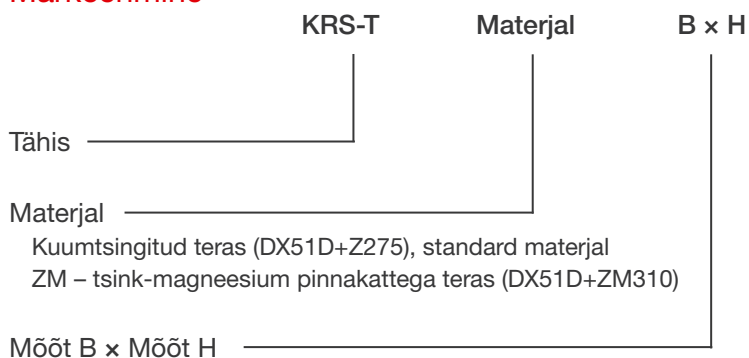 KRS-T Materjal B × H
Tähis
Materjal
Kuumtsingitud teras (DX51D+Z275), standard materjal
ZM – tsink-magneesium pinnakattega teras (DX51D+ZM310)
Mõõt B × Mõõt H